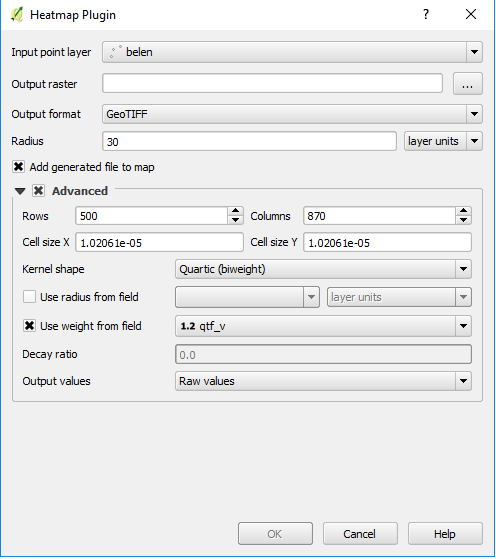 Heatmap Plugin ?
Input point layer belen
Output raster ...
Output format GeoTIFF
Radius 30 layer units
Add generated file to map
Advanced
Rows 500 Columns 870
Cell size X 1.02061e-05 Cell size Y 1.02061e-05
Kernel shape Quartic (biweight)
Use radius from field layer units
Use weight from field 1.2 qtf_v
Decay ratio 0.0
Output values Raw values
OK Cancel Help